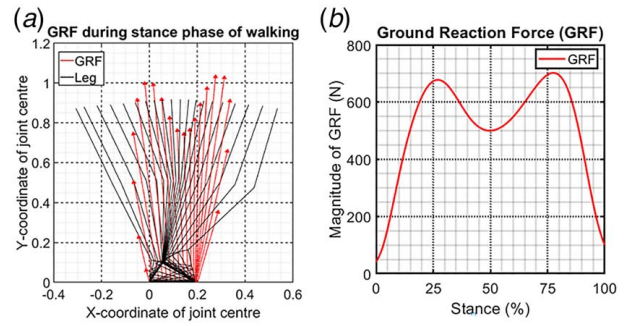 (a)
GRF during stance phase of walking
GRF
Leg
Y-coordinate of joint centre
1.2
1
0.8
0.6
0.4
0.2
0
-0.4 -0.2 0 0.2 0.4 0.6
X-coordinate of joint centre
(b)
Ground Reaction Force (GRF)
GRF
Magnitude of GRF (N)
800
600
400
200
0
0 25 50 75 100
Stance (%)